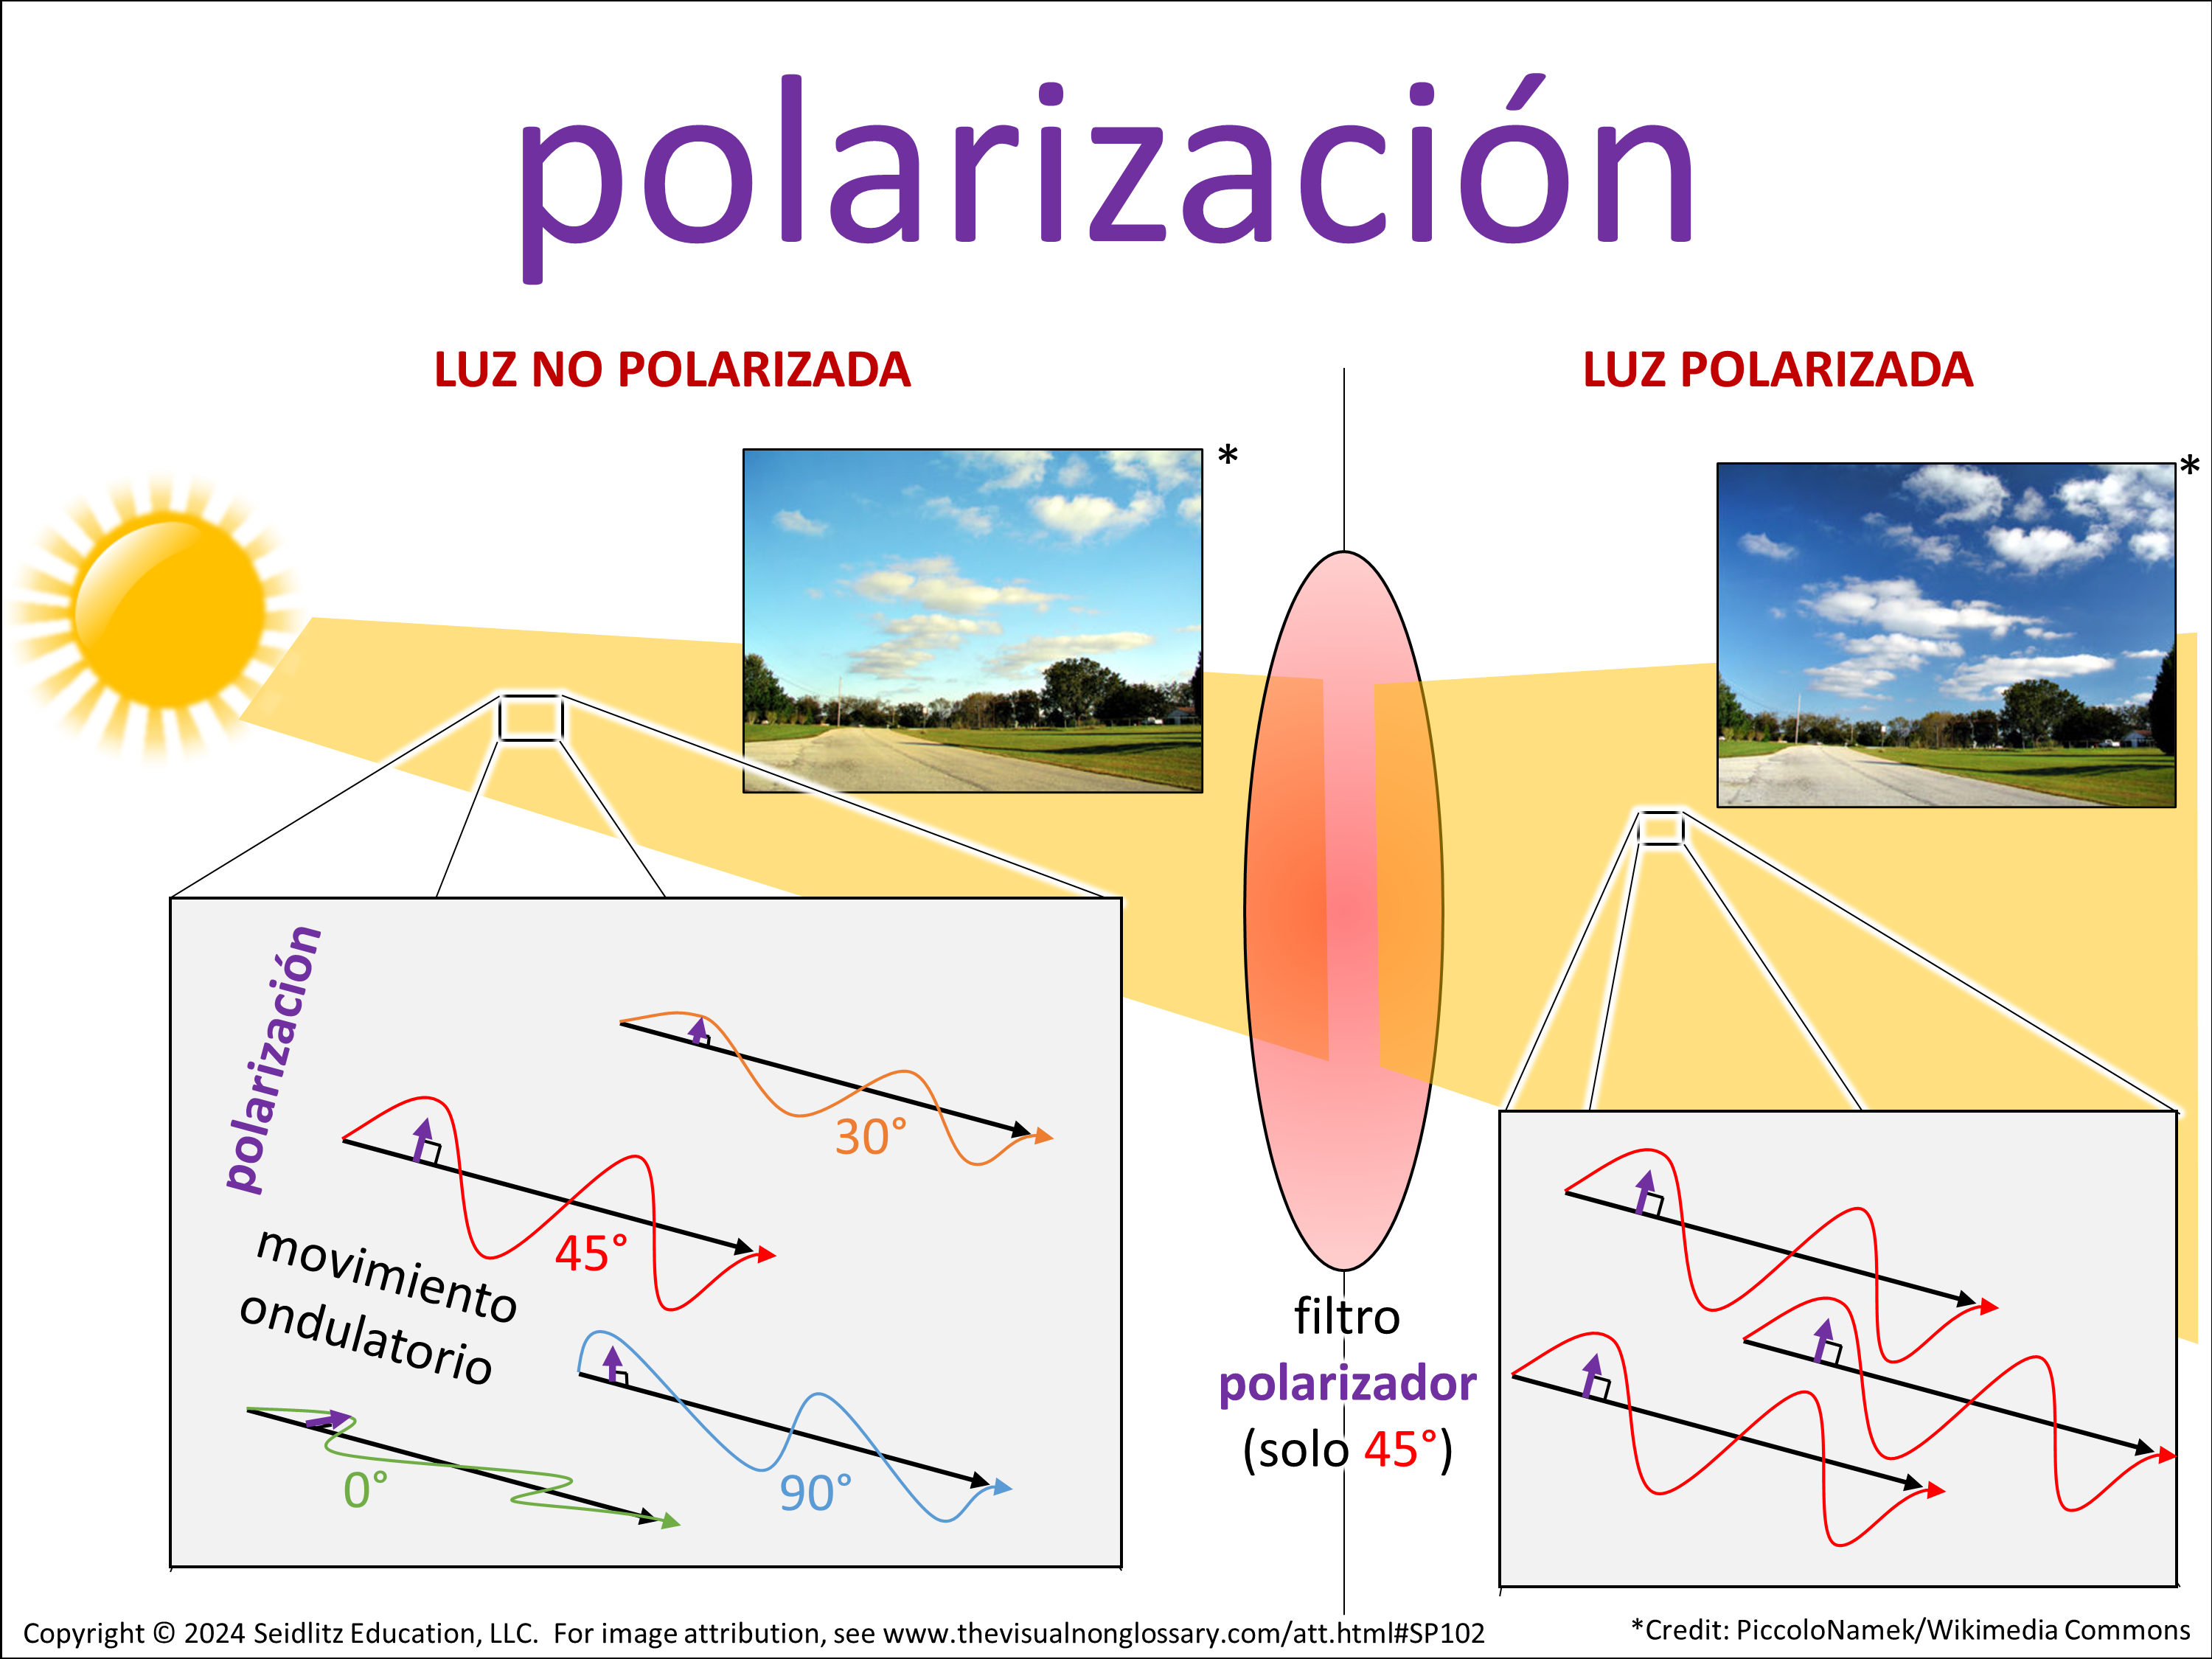 polarización
LUZ NO POLARIZADA
LUZ POLARIZADA
*
*
polarización
movimiento
ondulatorio
30°
45°
0°
90°
filtro
polarizador
(solo 45°)
Copyright © 2024 Seidlitz Education, LLC.  For image attribution, see www.thevisualnonglossary.com/att.html#SP102
*Credit: PiccoloNamek/Wikimedia Commons